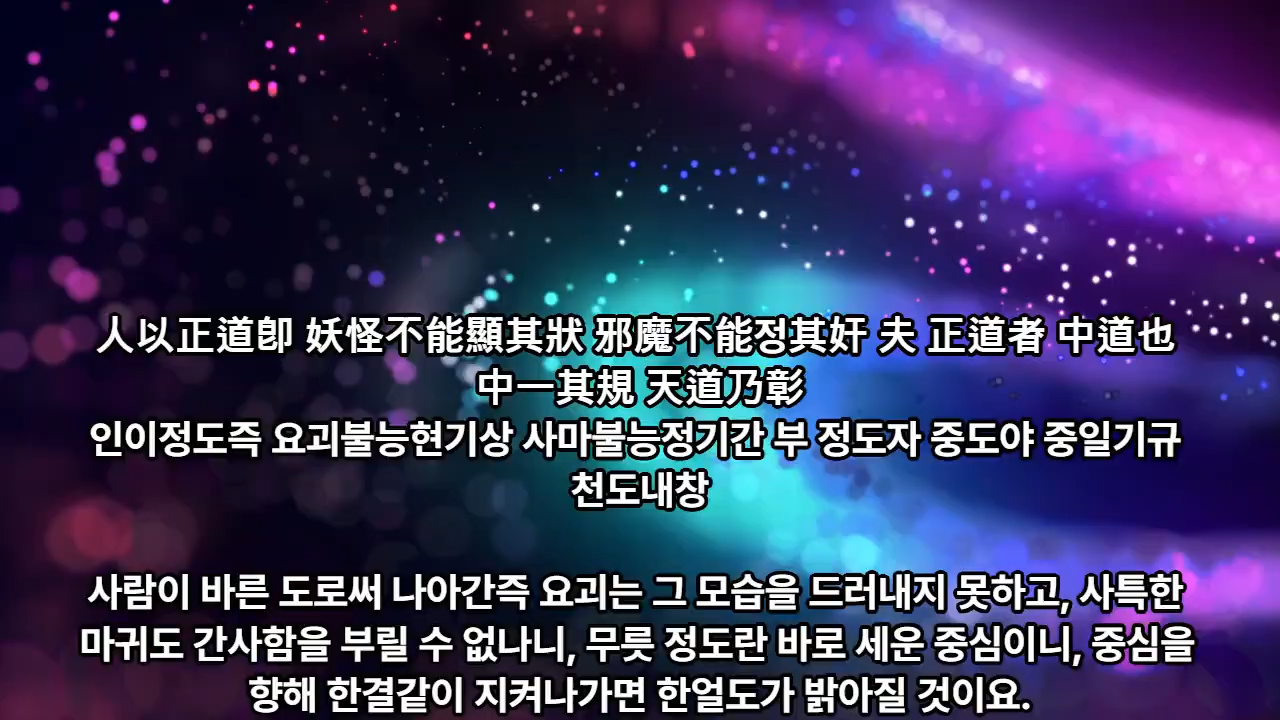 人以正道卽 妖怪不能顯其狀 邪魔不能정其奸 夫 正道者 中道也
中一其規 天道乃彰
인이정도즉 요괴불능현기상 사마불능정기간 부 정도자 중도야 중일기규
천도내창
사람이 바른 도로써 나아간즉 요괴는 그 모습을 드러내지 못하고, 사특한
마귀도 간사함을 부릴 수 없나니, 무릇 정도란 바로 세운 중심이니, 중심을
향해 한결같이 지켜나가면 한얼도가 밝아질 것이요.